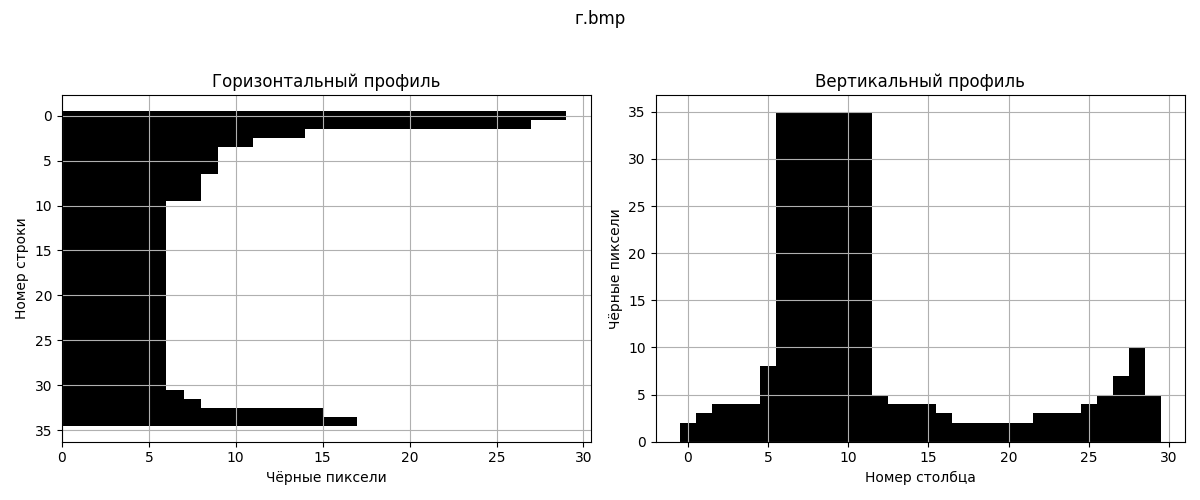 г.bmp
Горизонтальный профиль
0
5
10
15
20
25
30
35
Номер строки
0 5 10 15 20 25 30
Чёрные пиксели
Вертикальный профиль
35
30
25
20
15
10
5
0
Чёрные пиксели
0 5 10 15 20 25 30
Номер столбца